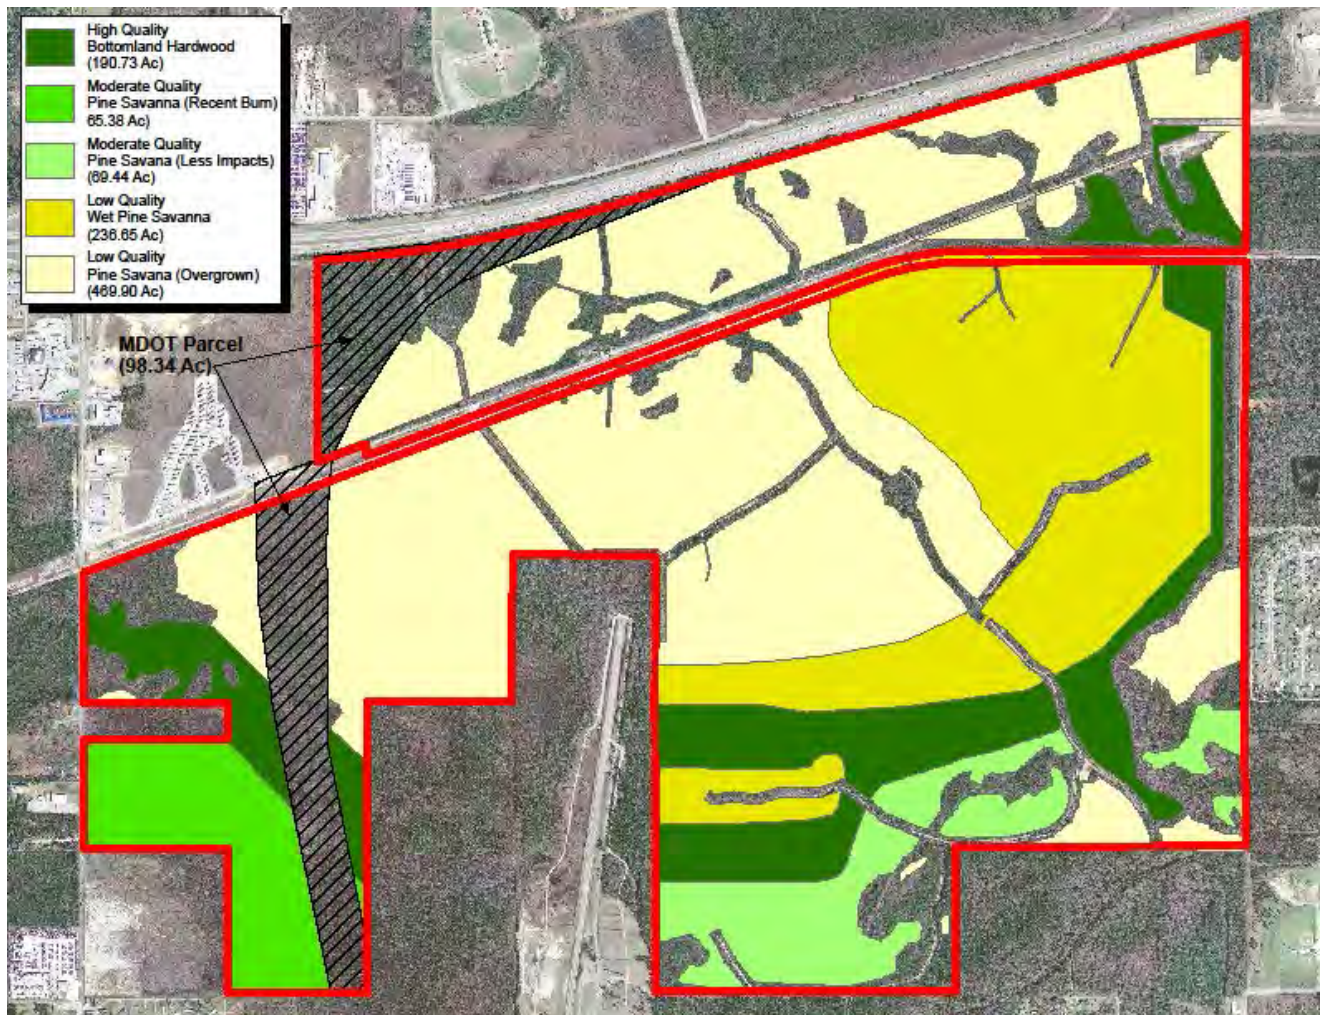 High Quality
Bottomland Hardwood
(190.73 Ac)
Moderate Quality
Pine Savanna (Recent Burn)
65.38 Ac)
Moderate Quality
Pine Savana (Less Impacts)
(69.44 Ac)
Low Quality
Wet Pine Savanna
(236.65 Ac)
Low Quality
Pine Savana (Overgrown)
(469.90 Ac)
MDOT Parcel
(98.34 Ac)